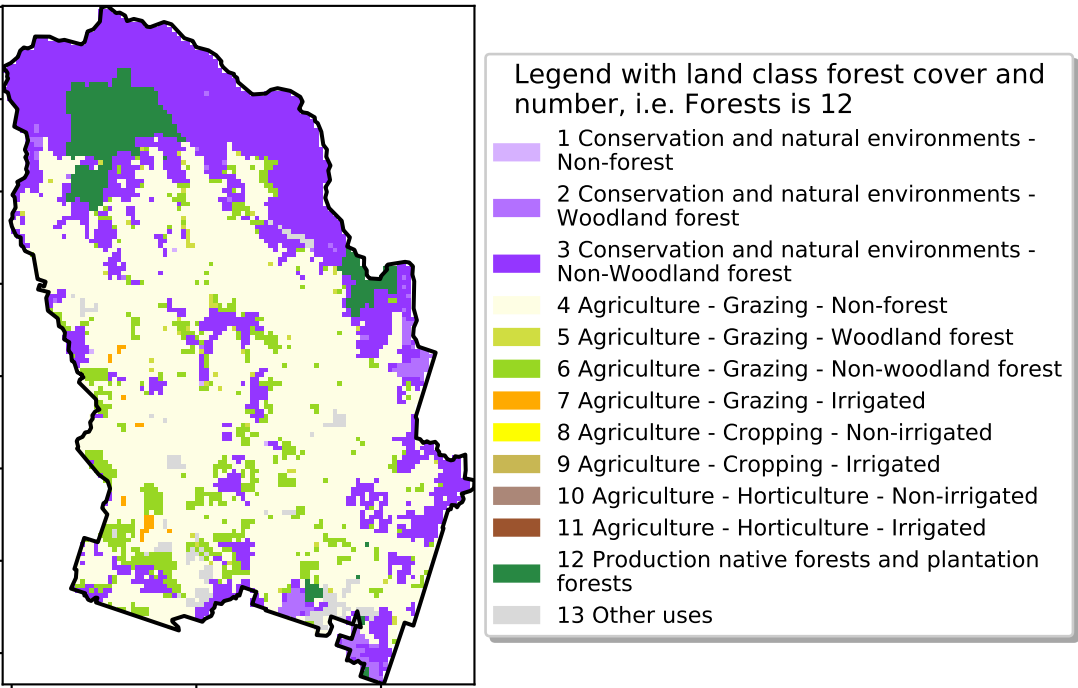 Legend with land class forest cover and
number, i.e. Forests is 12
1 Conservation and natural environments -
Non-forest
2 Conservation and natural environments -
Woodland forest
3 Conservation and natural environments -
Non-Woodland forest
4 Agriculture - Grazing - Non-forest
5 Agriculture - Grazing - Woodland forest
6 Agriculture - Grazing - Non-woodland forest
7 Agriculture - Grazing - Irrigated
8 Agriculture - Cropping - Non-irrigated
9 Agriculture - Cropping - Irrigated
10 Agriculture - Horticulture - Non-irrigated
11 Agriculture - Horticulture - Irrigated
12 Production native forests and plantation
forests
13 Other uses